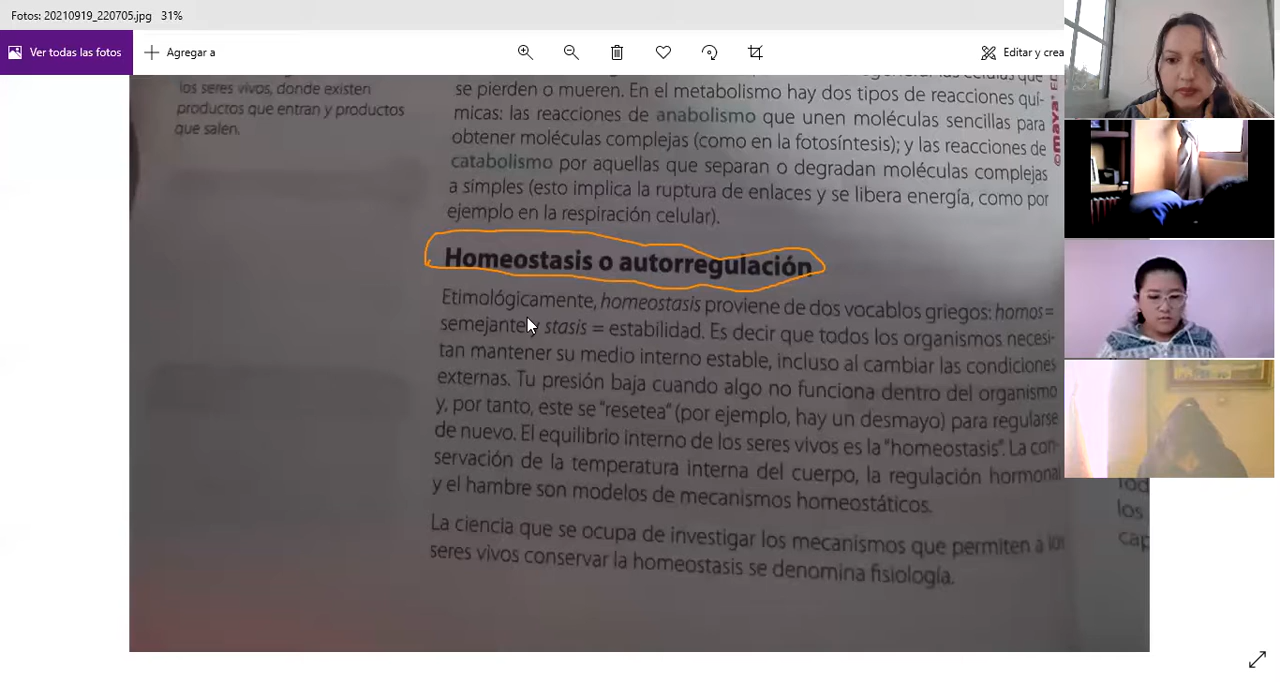 Fotos: 20210919_220705.jpg 31%
Ver todas las fotos
Agregar a
Editar y crea
los seres vivos, donde existen
productos que entran y productos
que salen.
células que
se pierden o mueren. En el metabolismo hay dos tipos de reacciones quí-
micas: las reacciones de anabolismo que unen moléculas sencillas para
obtener moléculas complejas (como en la fotosíntesis); y las reacciones de
catabolismo por aquellas que separan o degradan moléculas complejas
a simples (esto implica la ruptura de enlaces y se libera energía, como por
ejemplo en la respiración celular).
©maya
Homeostasis o autorregulación
Etimológicamente, homeostasis proviene de dos vocablos griegos: homos =
semejante, stasis = estabilidad. Es decir que todos los organismos necesi-
tan mantener su medio interno estable, incluso al cambiar las condiciones
externas. Tu presión baja cuando algo no funciona dentro del organismo
y, por tanto, este se "resetea" (por ejemplo, hay un desmayo) para regularse
de nuevo. El equilibrio interno de los seres vivos es la "homeostasis". La con-
servación de la temperatura interna del cuerpo, la regulación hormonal
y el hambre son modelos de mecanismos homeostáticos.
La ciencia que se ocupa de investigar los mecanismos que permiten a los
seres vivos conservar la homeostasis se denomina fisiología.
los